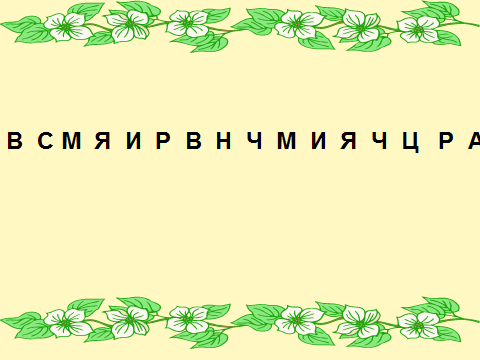 В С М Я И Р В Н Ч М И Я Ч Ц Р А